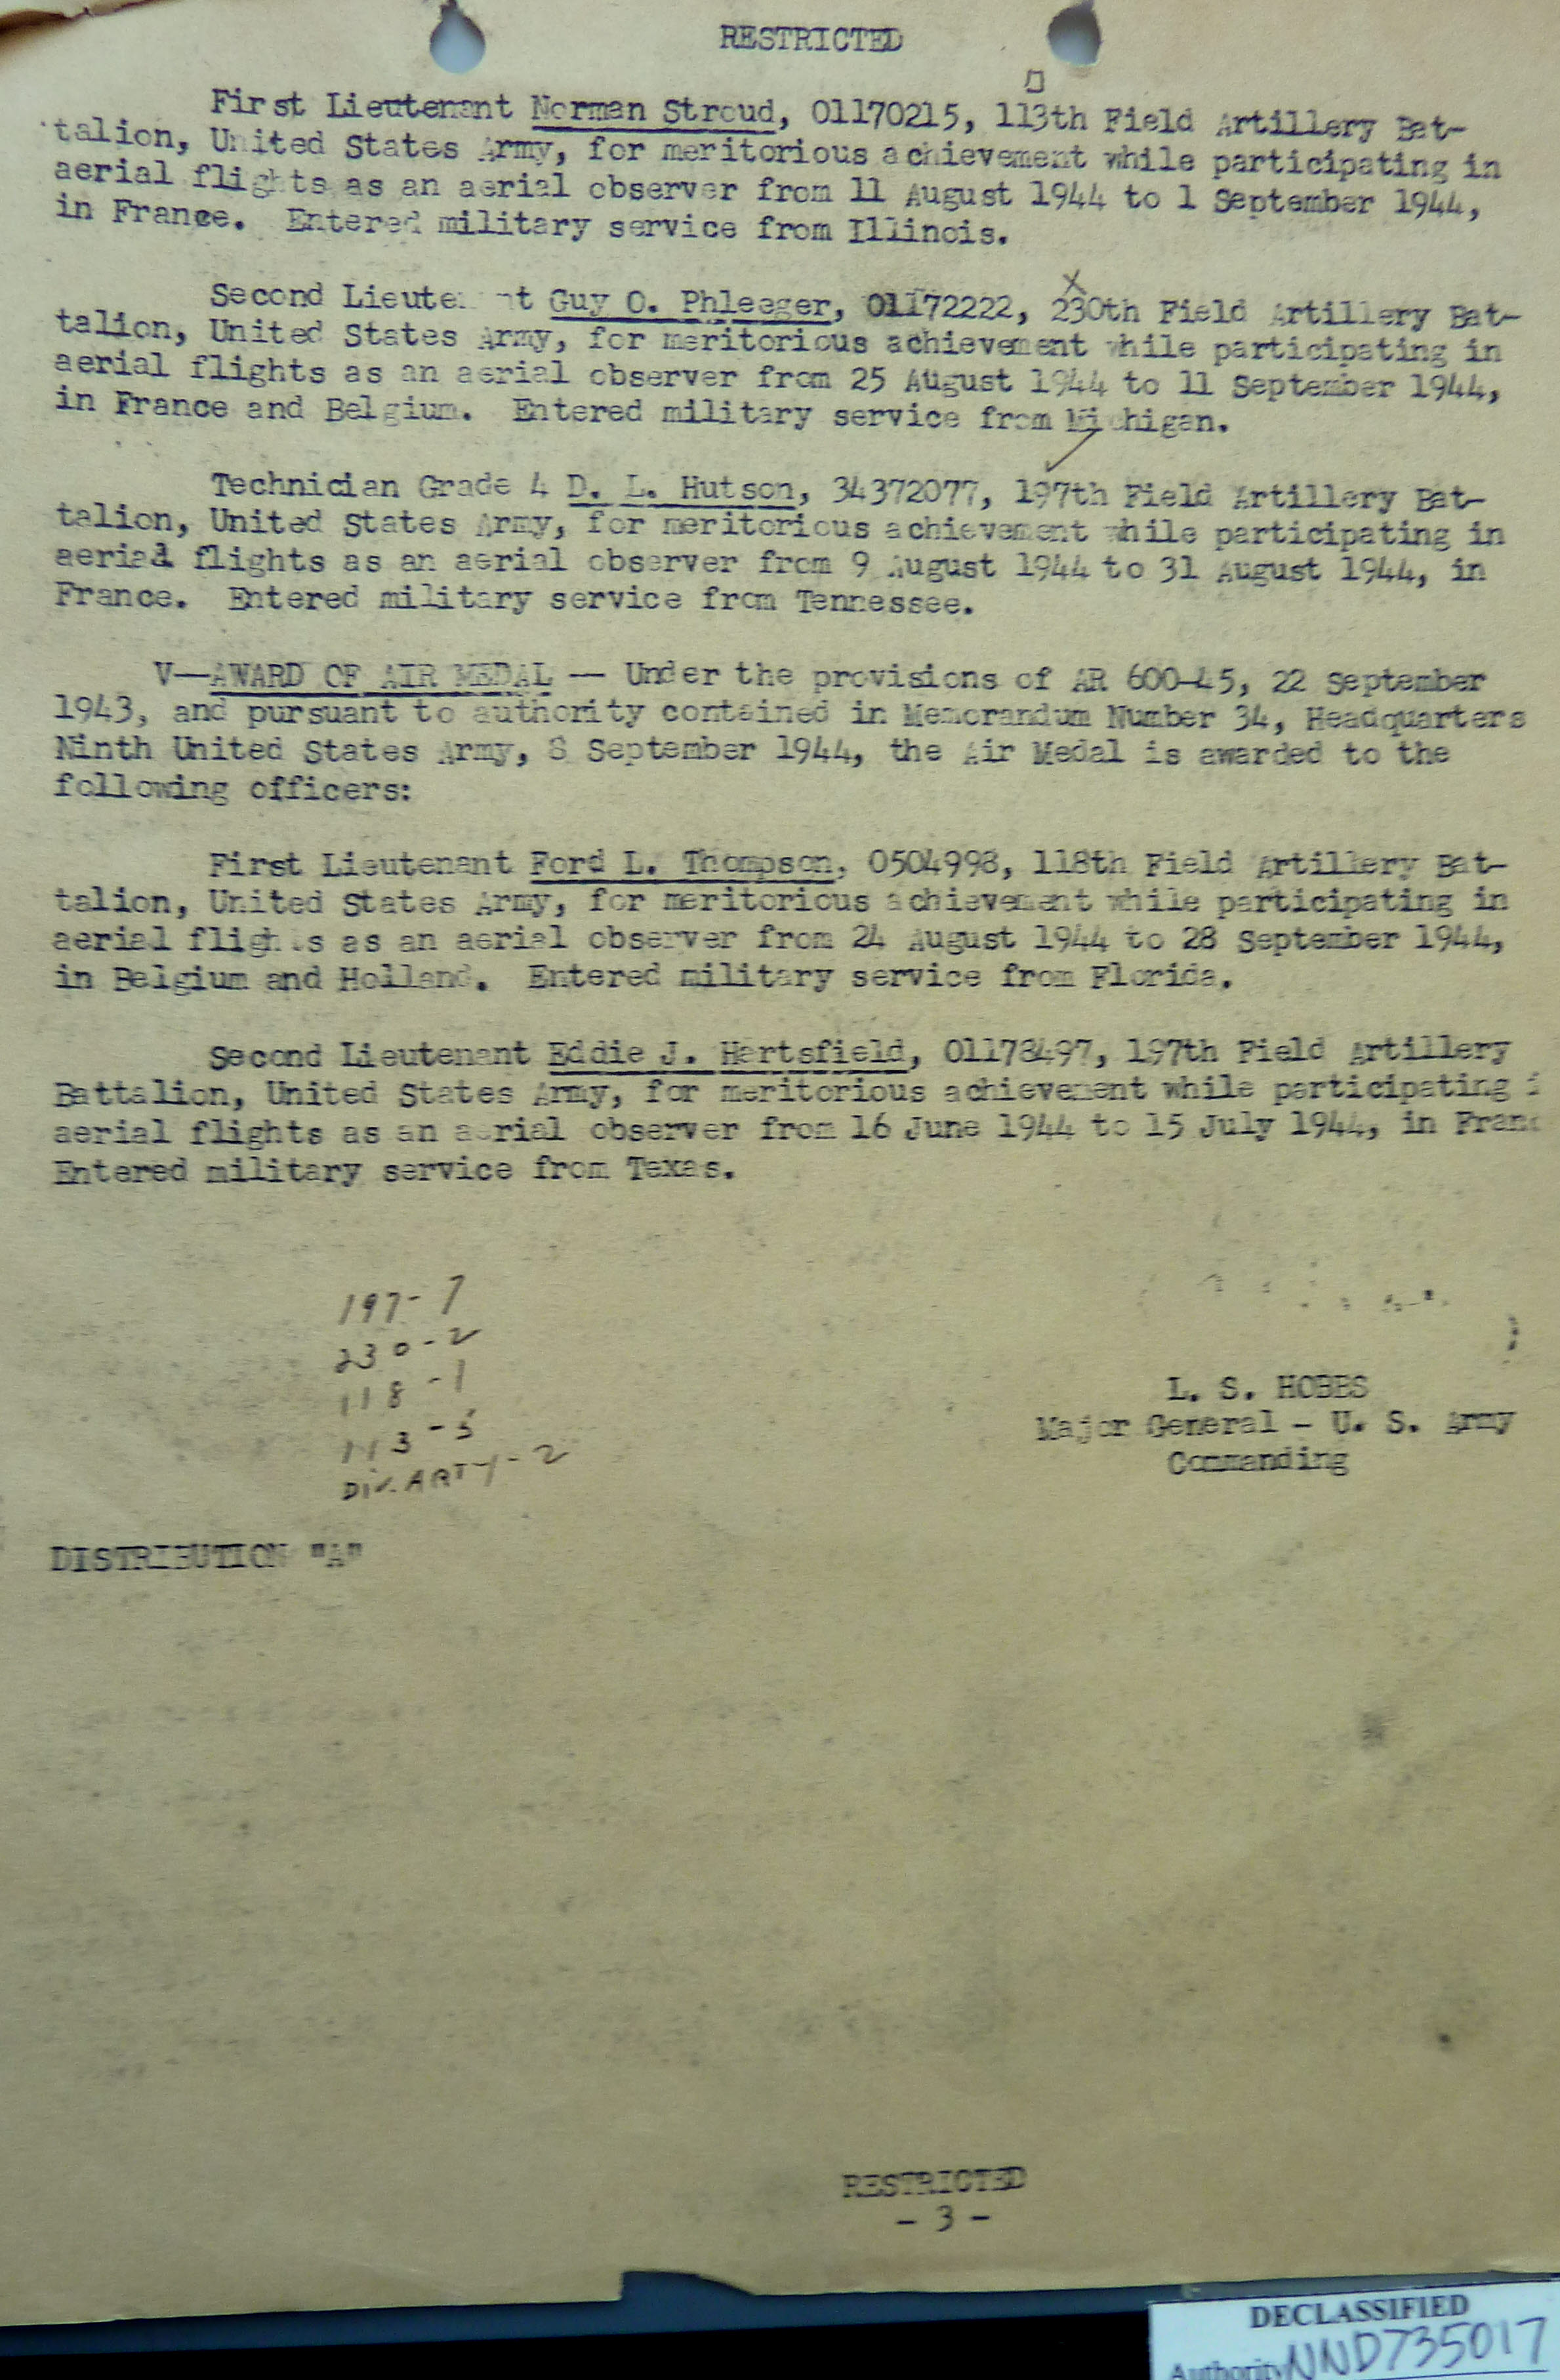 RESTRICTED
First Lieutenant Norman Stroud, 01170215, 113th Field Artillery Bat-
talion, United States Army, for meritorious achievement while participating in
aerial flights as an aerial observer from 11 August 1944 to 1 September 1944,
in France. Entered military service from Illinois.
X
Second Lieute nt Guy O. Phleeger, 01172222, 230th Field Artillery Bat-
talion, United States Army, for meritorious achievement while participating in
aerial flights as an aerial observer from 25 August 1944 to 11 September 1944,
in France and Belgium. Entered military service from Michigan.
Technician Grade 4 D. L. Hutson, 34372077, 197th Field Artillery Bat-
talion, United States Army, for meritorious achievement while participating in
aerial flights as an aerial observer from 9 August 1944 to 31 August 1944, in
France. Entered military service from Tennessee.
V—AWARD OF AIR MEDAL — Under the provisions of AR 600-45, 22 September
1943, and pursuant to authority contained in Memorandum Number 34, Headquarters
Ninth United States Army, 8 September 1944, the Air Medal is awarded to the
following officers:
First Lieutenant Ford L. Thompson, 0504998, 118th Field Artillery Bat-
talion, United States Army, for meritorious achievement while participating in
aerial flights as an aerial observer from 24 August 1944 to 28 September 1944,
in Belgium and Holland. Entered military service from Florida.
Second Lieutenant Eddie J. Hartsfield, 01178497, 197th Field Artillery
Battalion, United States Army, for meritorious achievement while participating i
aerial flights as an aerial observer from 16 June 1944 to 15 July 1944, in Franc
Entered military service from Texas.
197-7
230-2
118-1
113-5
DIV. ARTY-2
L. S. HOBBS
Major General - U. S. Army
Commanding
DISTRIBUTION "A"
RESTRICTED
- 3 -
DECLASSIFIED
Authority NND735017